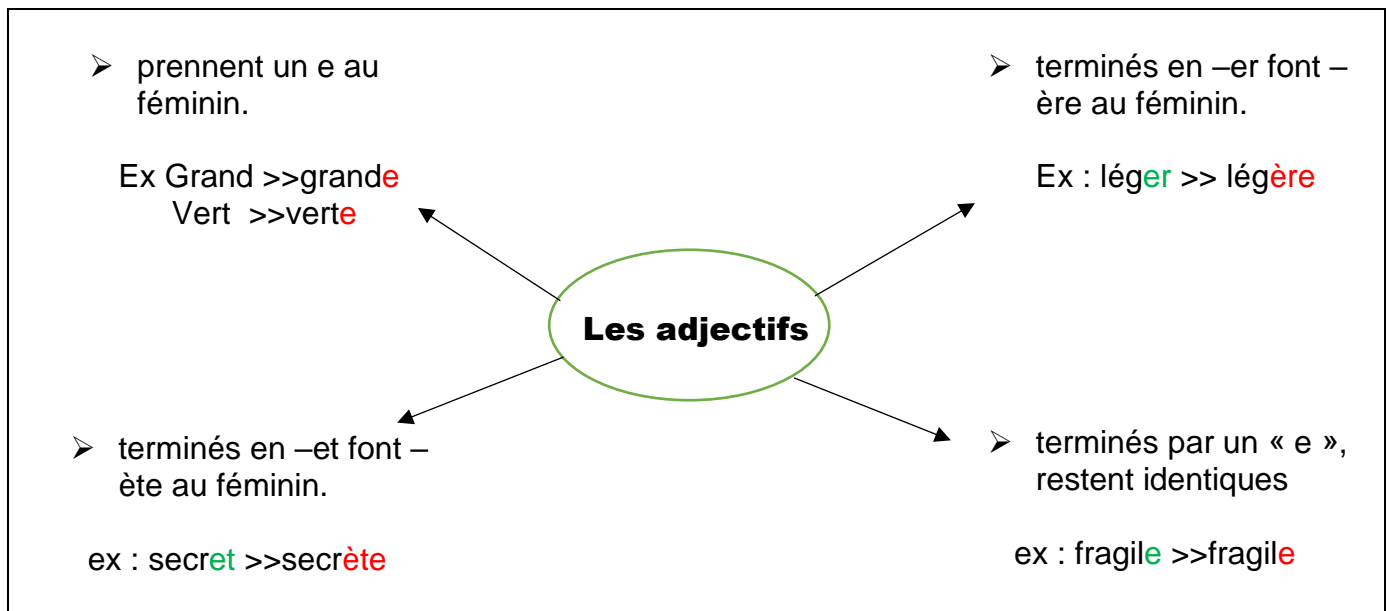 ➢ prennent un e au
féminin.
Ex Grand >>grande
Vert >>verte
➢ terminés en –er font –
ère au féminin.
Ex : léger >> légère
Les adjectifs
➢ terminés en –et font –
ète au féminin.
ex : secret >>secrète
➢ terminés par un « e »,
restent identiques
ex : fragile >>fragile